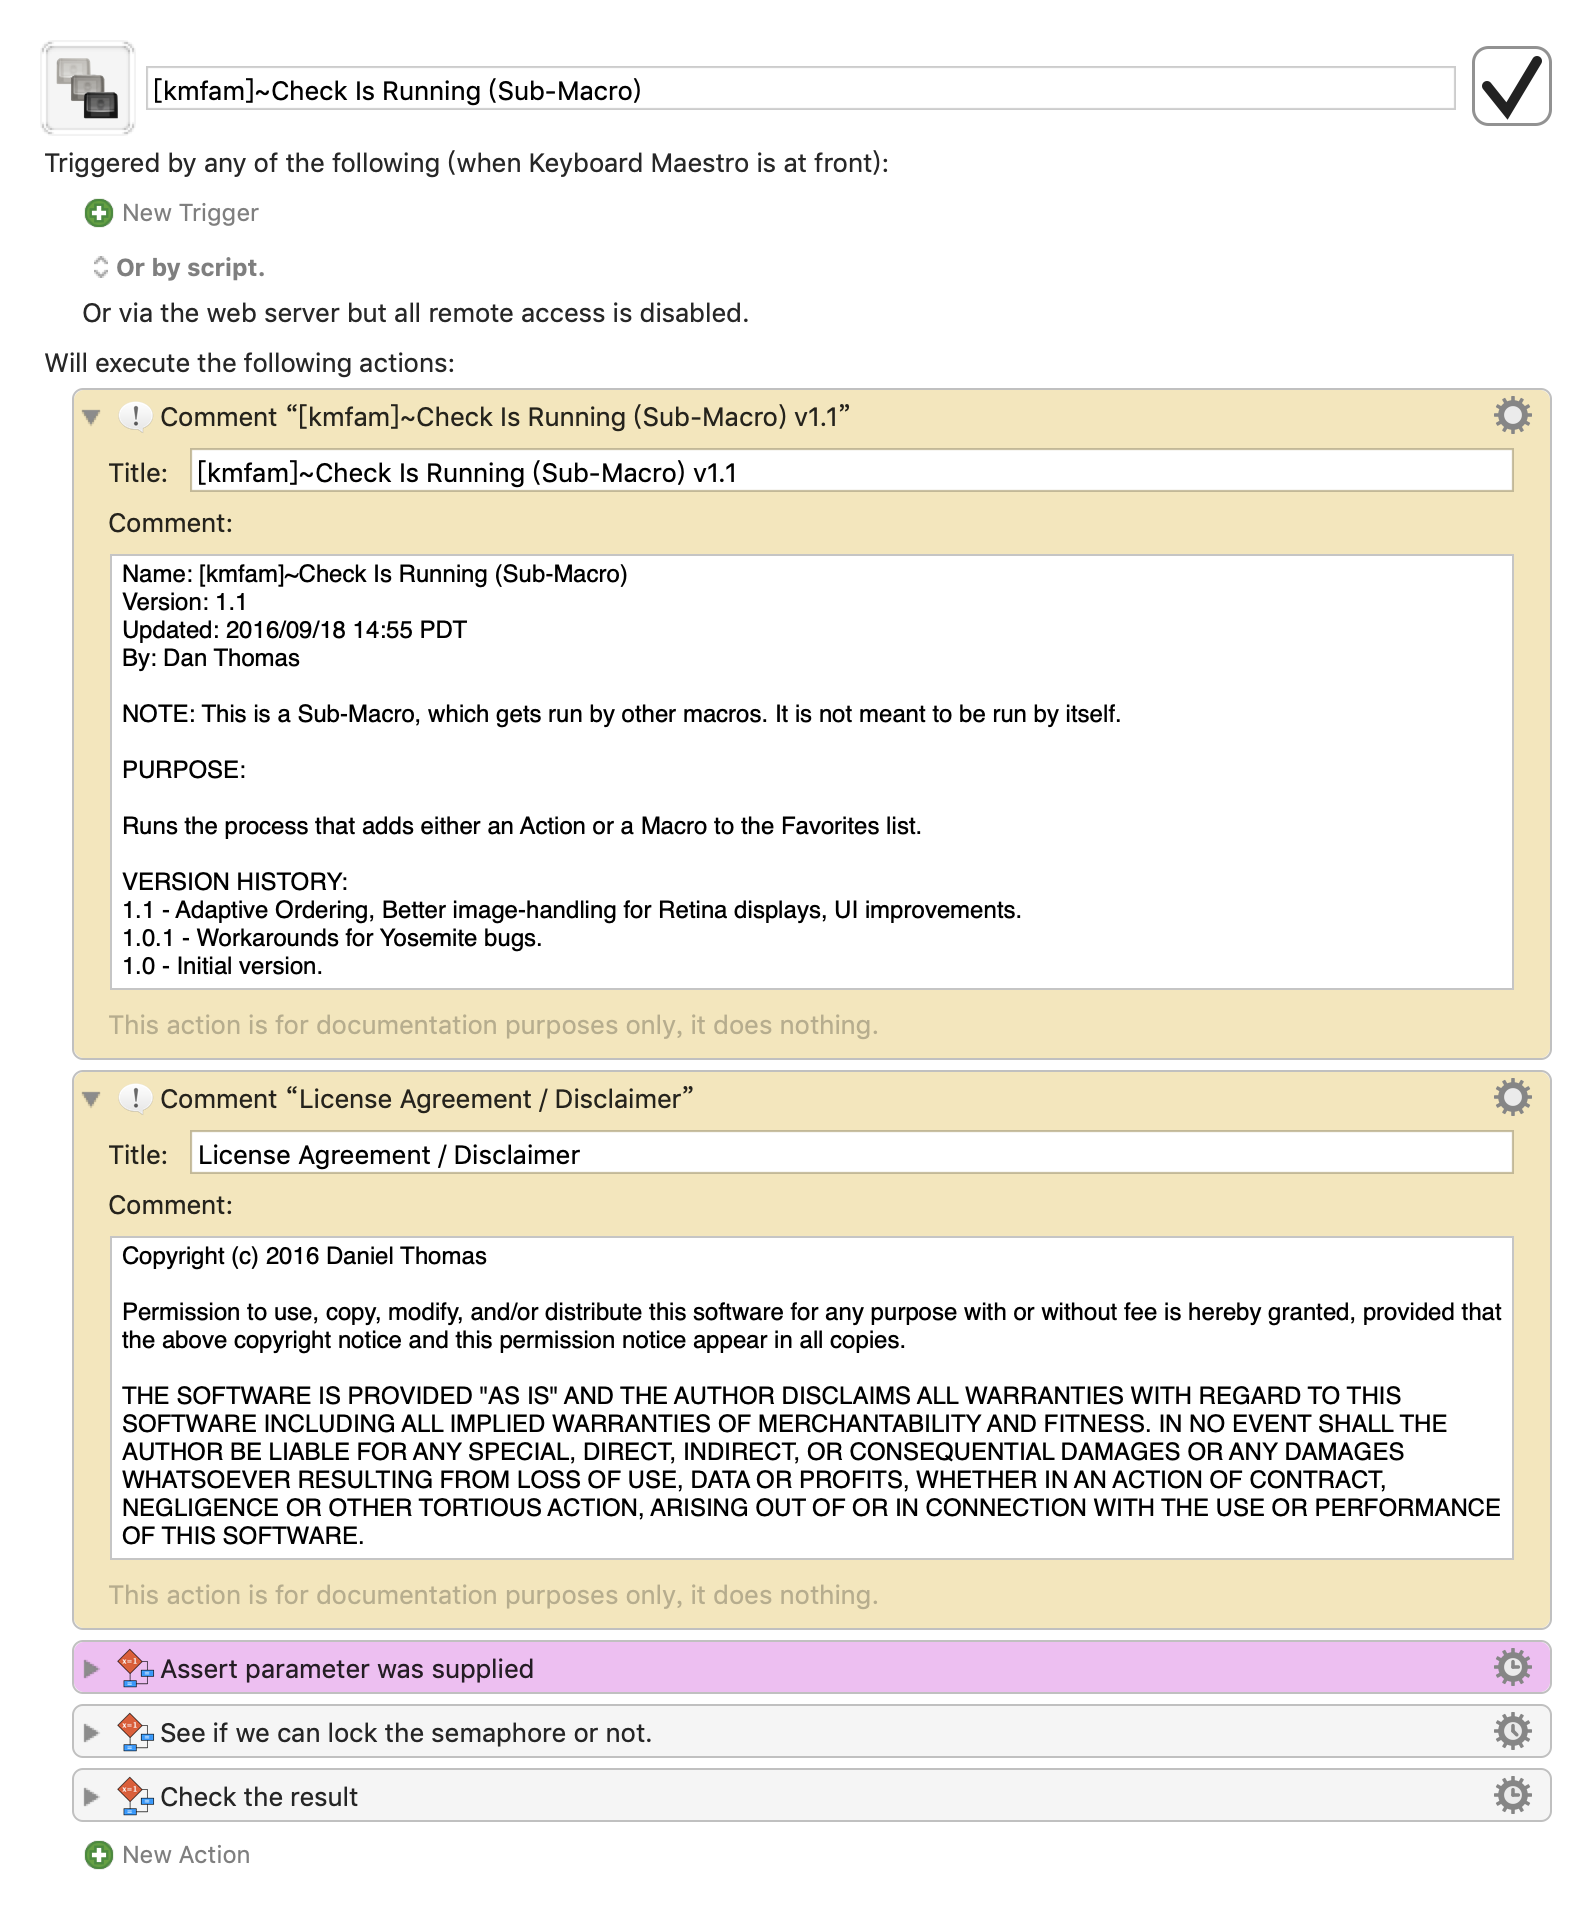 [kmfam]~Check Is Running (Sub-Macro)
Triggered by any of the following (when Keyboard Maestro is at front):
New Trigger
Or by script.
Or via the web server but all remote access is disabled.
Will execute the following actions:
Comment “[kmfam]~Check Is Running (Sub-Macro) v1.1”
Title: [kmfam]~Check Is Running (Sub-Macro) v1.1
Comment:
Name: [kmfam]~Check Is Running (Sub-Macro)
Version: 1.1
Updated: 2016/09/18 14:55 PDT
By: Dan Thomas
NOTE: This is a Sub-Macro, which gets run by other macros. It is not meant to be run by itself.
PURPOSE:
Runs the process that adds either an Action or a Macro to the Favorites list.
VERSION HISTORY:
1.1 - Adaptive Ordering, Better image-handling for Retina displays, UI improvements.
1.0.1 - Workarounds for Yosemite bugs.
1.0 - Initial version.
This action is for documentation purposes only, it does nothing.
Comment “License Agreement / Disclaimer”
Title: License Agreement / Disclaimer
Comment:
Copyright (c) 2016 Daniel Thomas
Permission to use, copy, modify, and/or distribute this software for any purpose with or without fee is hereby granted, provided that
the above copyright notice and this permission notice appear in all copies.
THE SOFTWARE IS PROVIDED "AS IS" AND THE AUTHOR DISCLAIMS ALL WARRANTIES WITH REGARD TO THIS
SOFTWARE INCLUDING ALL IMPLIED WARRANTIES OF MERCHANTABILITY AND FITNESS. IN NO EVENT SHALL THE
AUTHOR BE LIABLE FOR ANY SPECIAL, DIRECT, INDIRECT, OR CONSEQUENTIAL DAMAGES OR ANY DAMAGES
WHATSOEVER RESULTING FROM LOSS OF USE, DATA OR PROFITS, WHETHER IN AN ACTION OF CONTRACT,
NEGLIGENCE OR OTHER TORTIOUS ACTION, ARISING OUT OF OR IN CONNECTION WITH THE USE OR PERFORMANCE
OF THIS SOFTWARE.
This action is for documentation purposes only, it does nothing.
Assert parameter was supplied
See if we can lock the semaphore or not.
Check the result
New Action